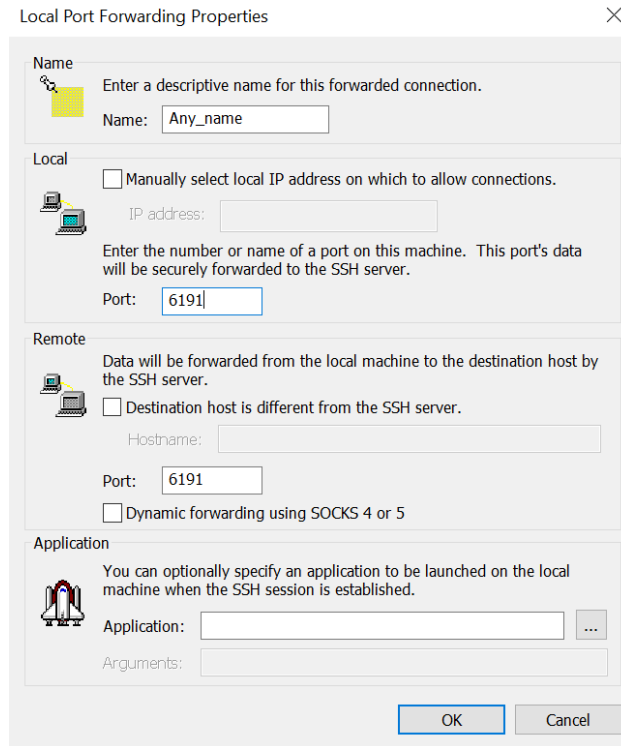 Local Port Forwarding Properties
Name
Enter a descriptive name for this forwarded connection.
Name: Any_name
Local
Manually select local IP address on which to allow connections.
IP address:
Enter the number or name of a port on this machine. This port's data
will be securely forwarded to the SSH server.
Port: 6191
Remote
Data will be forwarded from the local machine to the destination host by
the SSH server.
Destination host is different from the SSH server.
Hostname:
Port: 6191
Dynamic forwarding using SOCKS 4 or 5
Application
You can optionally specify an application to be launched on the local
machine when the SSH session is established.
Application: ...
Arguments:
OK Cancel